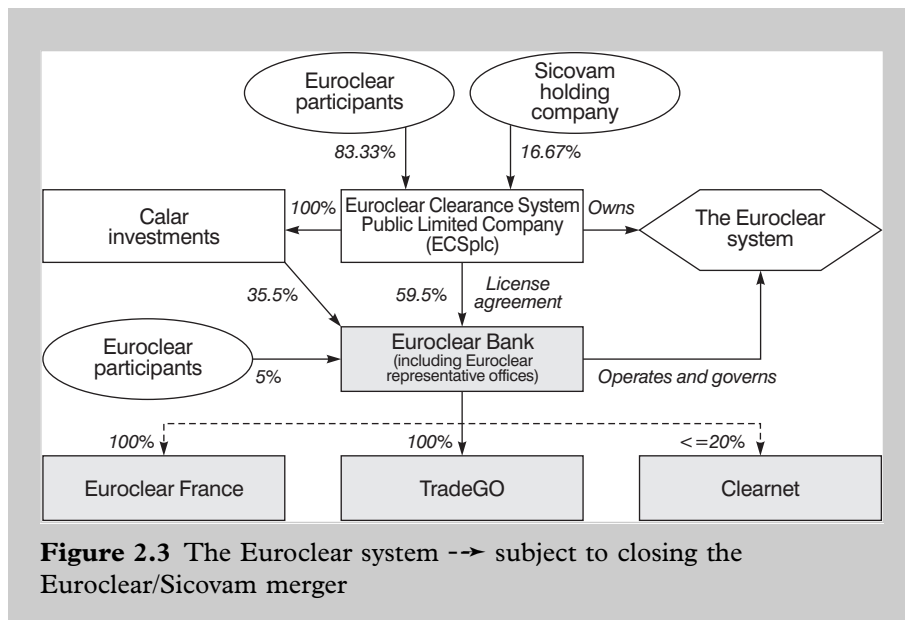 Euroclear
participants
Sicovam
holding
company
83.33%
16.67%
Calar
investments
100%
Euroclear Clearance System
Public Limited Company
(ECSplc)
Owns
The Euroclear
system
35.5%
59.5%
License
agreement
Euroclear
participants
5%
Euroclear Bank
(including Euroclear
representative offices)
Operates and governs
100%
100%
<=20%
Euroclear France
TradeGO
Clearnet
Figure 2.3 The Euroclear system --➤ subject to closing the
Euroclear/Sicovam merger